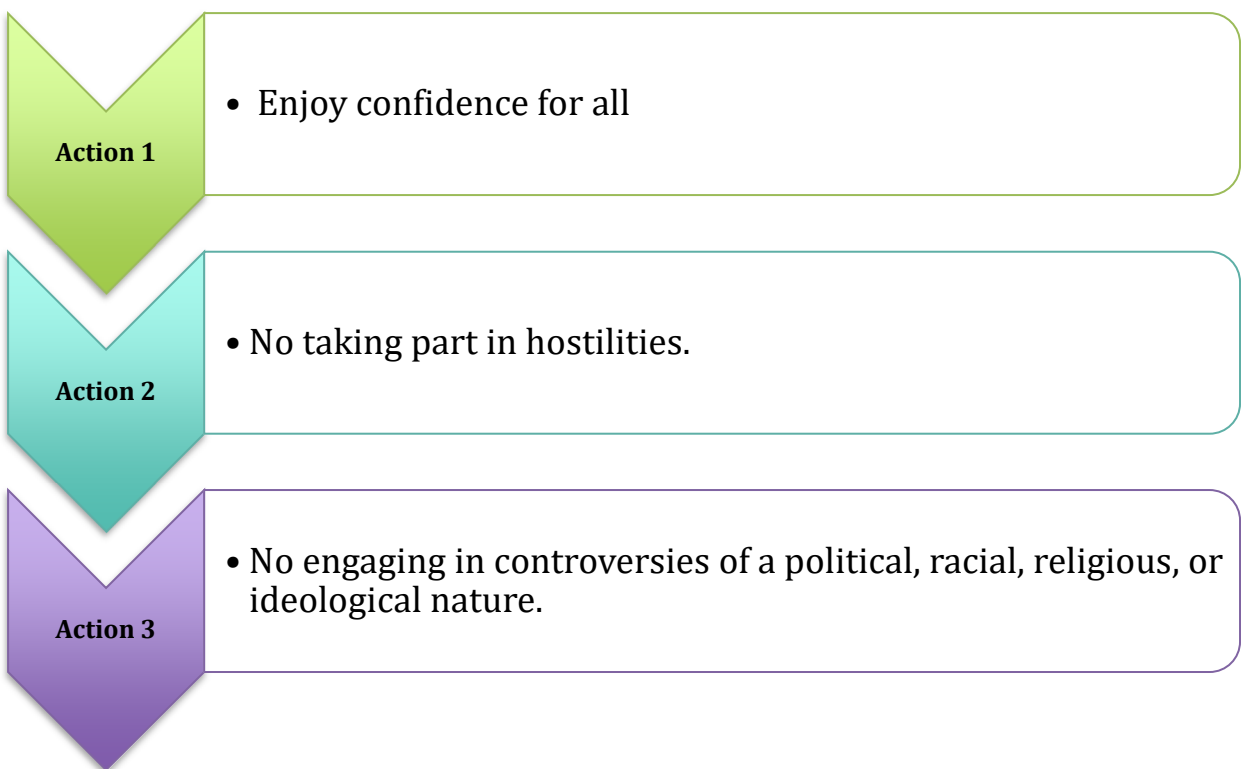 Action 1
• Enjoy confidence for all
Action 2
• No taking part in hostilities.
Action 3
• No engaging in controversies of a political, racial, religious, or
ideological nature.